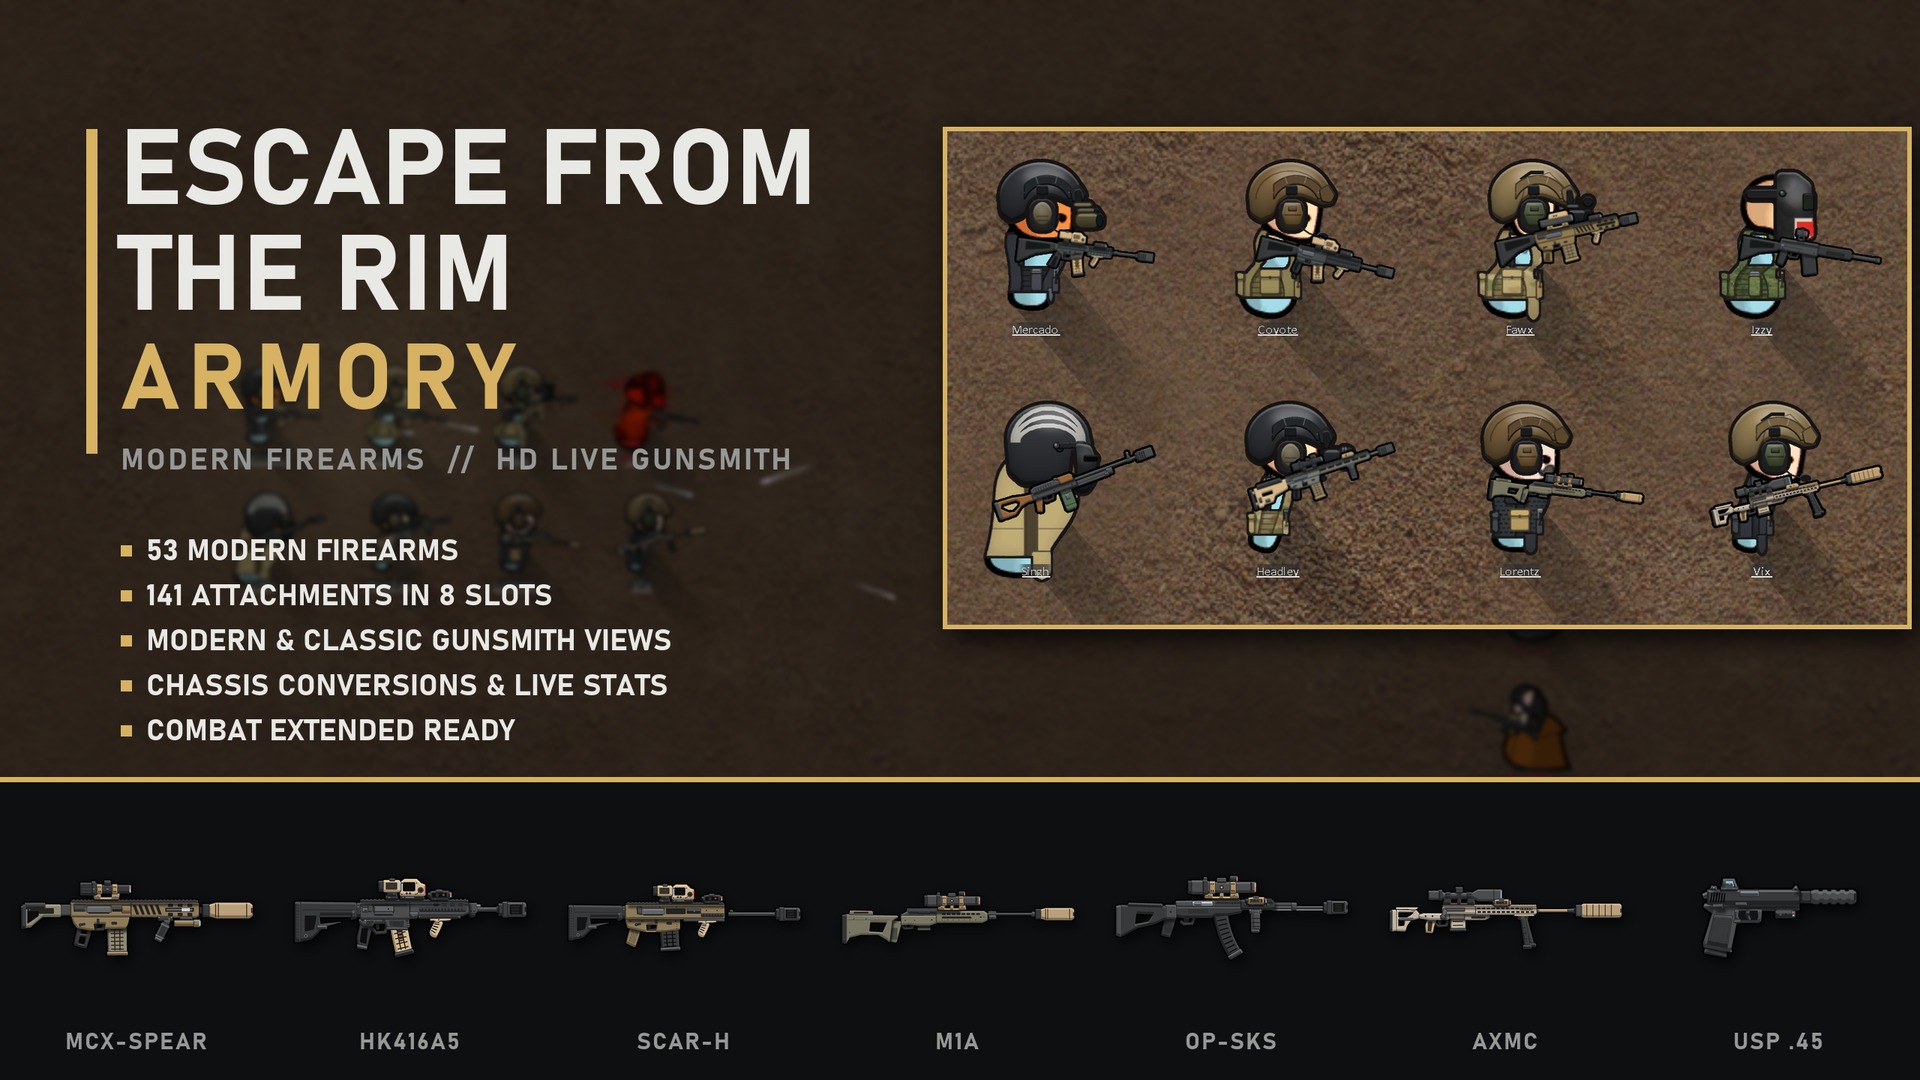 ESCAPE FROM
THE RIM
ARMORY
MODERN FIREARMS // HD LIVE GUNSMITH
53 MODERN FIREARMS
141 ATTACHMENTS IN 8 SLOTS
MODERN & CLASSIC GUNSMITH VIEWS
CHASSIS CONVERSIONS & LIVE STATS
COMBAT EXTENDED READY
Mercado Coyote Fawx Izzy
Singh Headley Lorentz Vix
MCX-SPEAR HK416A5 SCAR-H M1A OP-SKS AXMC USP .45